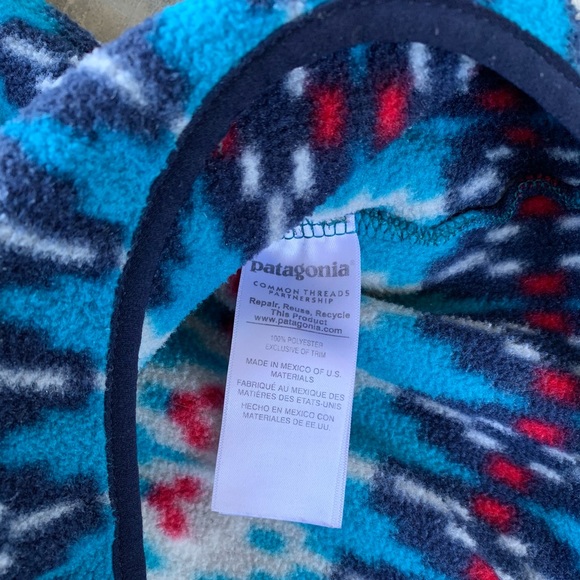 patagonia®
COMMON THREADS
PARTNERSHIP
Repair, Reuse, Recycle
This Product
www.patagonia.com
100% POLYESTER
EXCLUSIVE OF TRIM
MADE IN MEXICO OF U.S.
MATERIALS
FABRIQUÉ AU MEXIQUE DES
MATIÈRES DES ETATS-UNIS
HECHO EN MEXICO CON
MATERIALES DE EE.UU.